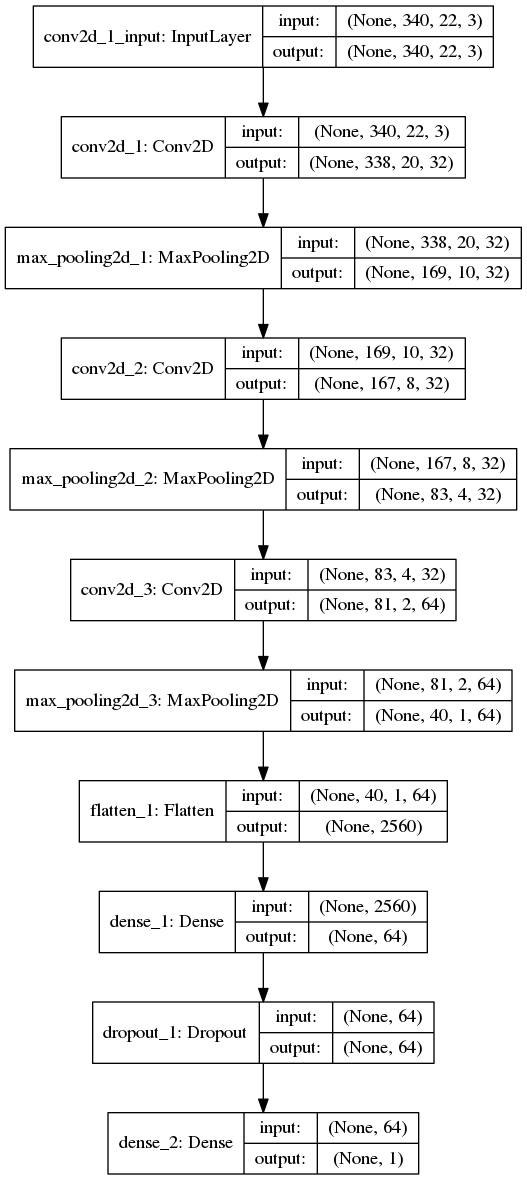 conv2d_1_input: InputLayer
input: (None, 340, 22, 3)
output: (None, 340, 22, 3)
conv2d_1: Conv2D
input: (None, 340, 22, 3)
output: (None, 338, 20, 32)
max_pooling2d_1: MaxPooling2D
input: (None, 338, 20, 32)
output: (None, 169, 10, 32)
conv2d_2: Conv2D
input: (None, 169, 10, 32)
output: (None, 167, 8, 32)
max_pooling2d_2: MaxPooling2D
input: (None, 167, 8, 32)
output: (None, 83, 4, 32)
conv2d_3: Conv2D
input: (None, 83, 4, 32)
output: (None, 81, 2, 64)
max_pooling2d_3: MaxPooling2D
input: (None, 81, 2, 64)
output: (None, 40, 1, 64)
flatten_1: Flatten
input: (None, 40, 1, 64)
output: (None, 2560)
dense_1: Dense
input: (None, 2560)
output: (None, 64)
dropout_1: Dropout
input: (None, 64)
output: (None, 64)
dense_2: Dense
input: (None, 64)
output: (None, 1)